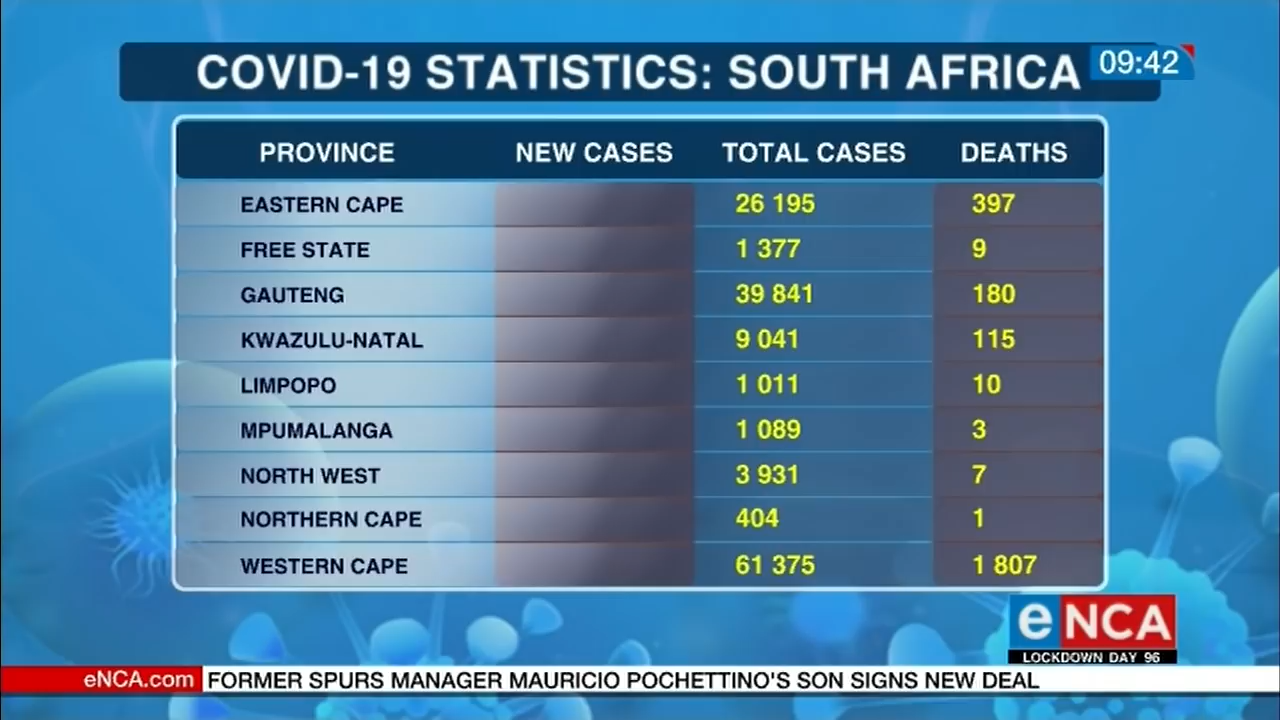 COVID-19 STATISTICS: SOUTH AFRICA 09:42
PROVINCE NEW CASES TOTAL CASES DEATHS
EASTERN CAPE 26 195 397
FREE STATE 1 377 9
GAUTENG 39 841 180
KWAZULU-NATAL 9 041 115
LIMPOPO 1 011 10
MPUMALANGA 1 089 3
NORTH WEST 3 931 7
NORTHERN CAPE 404 1
WESTERN CAPE 61 375 1 807
eNCA
LOCKDOWN DAY 96
eNCA.com FORMER SPURS MANAGER MAURICIO POCHETTINO'S SON SIGNS NEW DEAL